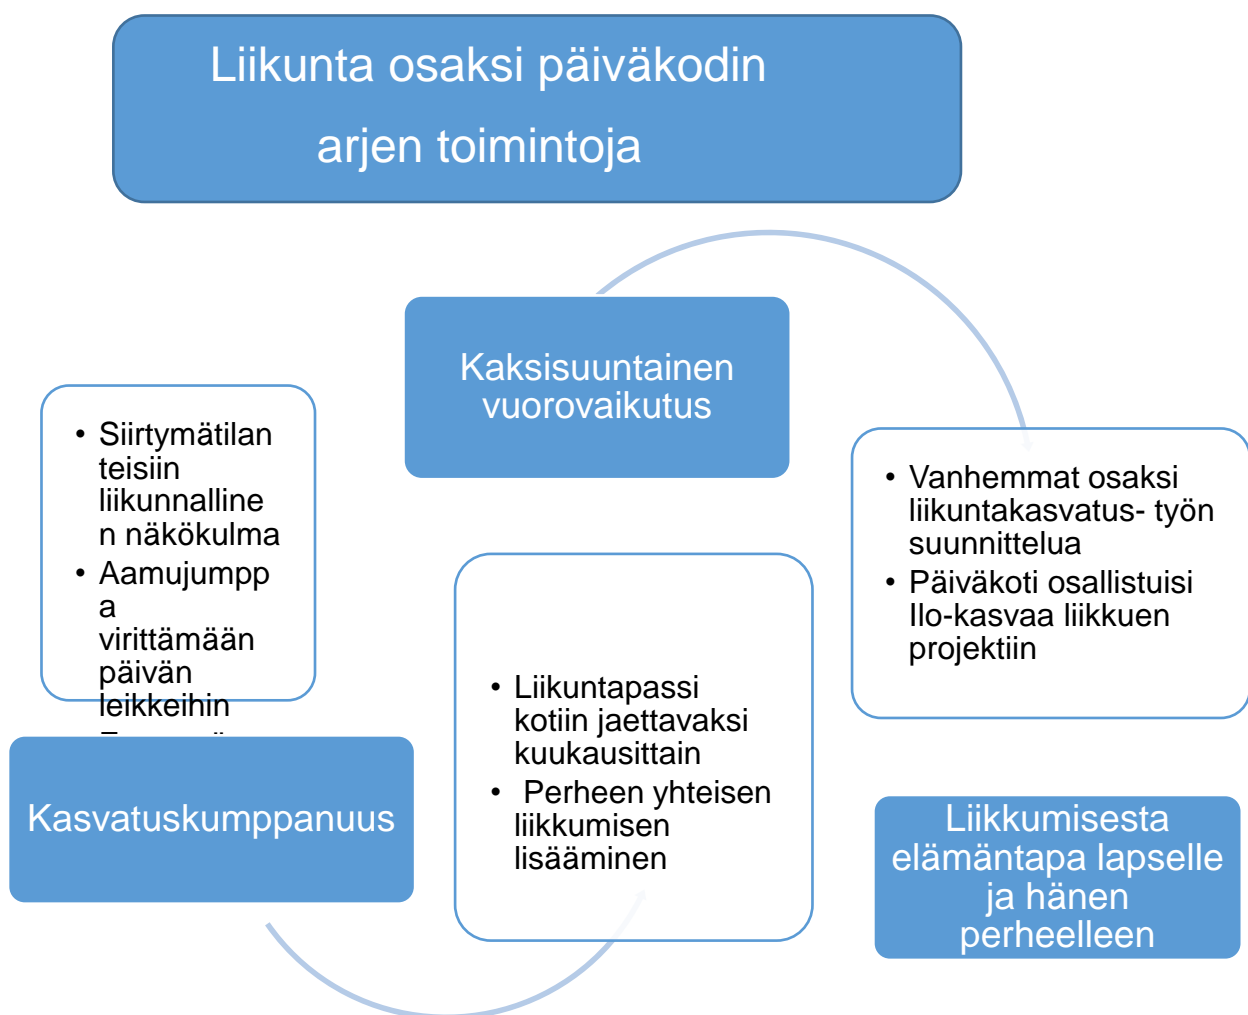 Liikunta osaksi päiväkodin
arjen toimintoja
Kaksisuuntainen
vuorovaikutus
• Siirtymätilan
teisiin
liikunnalline
n näkökulma
• Aamujumpp
a
virittämään
päivän
leikkeihin
Kasvatuskumppanuus
• Liikuntapassi
kotiin jaettavaksi
kuukausittain
• Perheen yhteisen
liikkumisen
lisääminen
• Vanhemmat osaksi
liikuntakasvatus- työn
suunnittelua
• Päiväkoti osallistuisi
Ilo-kasvaa liikkuen
projektiin
Liikkumisesta
elämäntapa lapselle
ja hänen
perheelleen